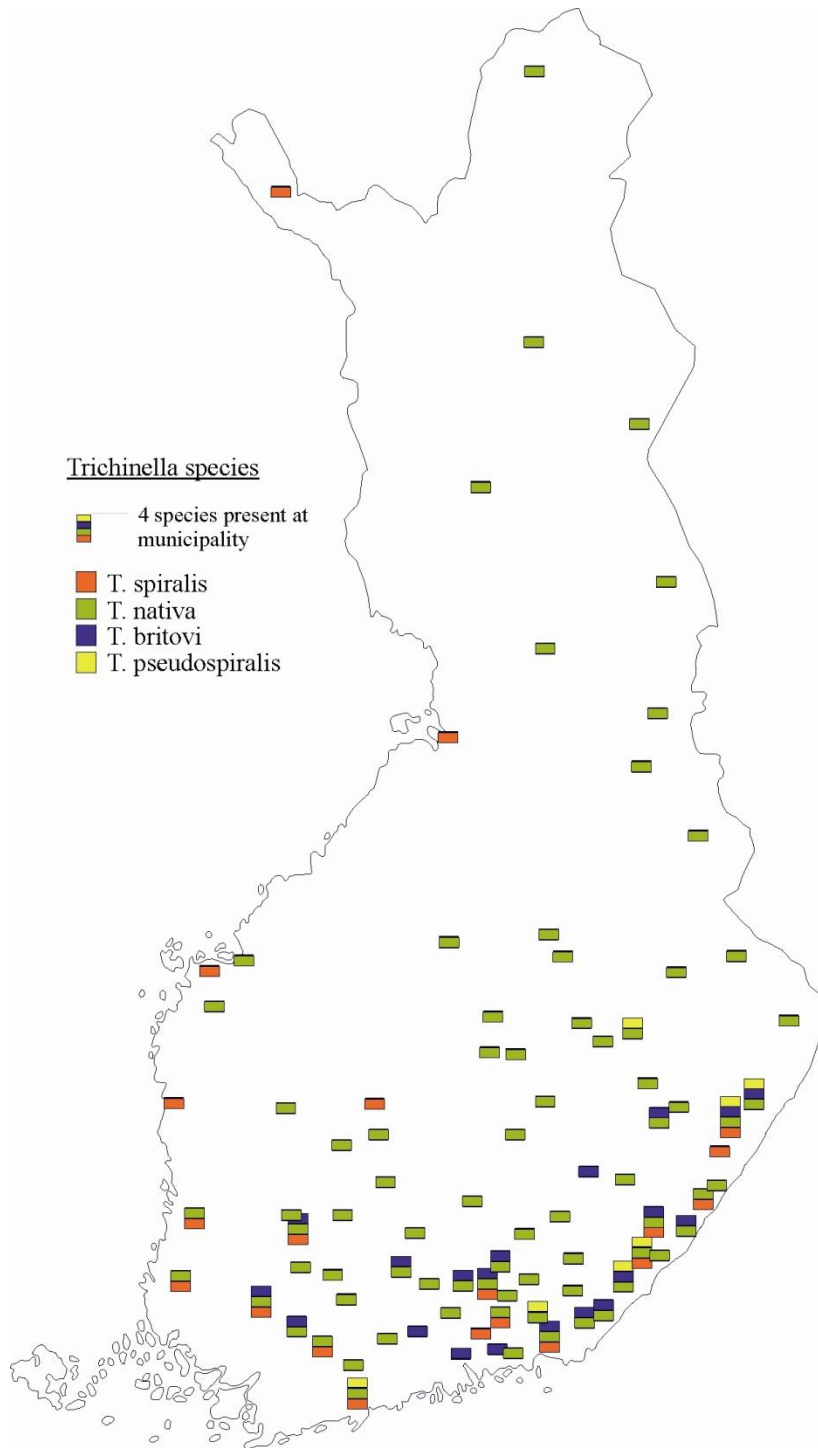 Trichinella species
4 species present at
municipality
T. spiralis
T. nativa
T. britovi
T. pseudospiralis